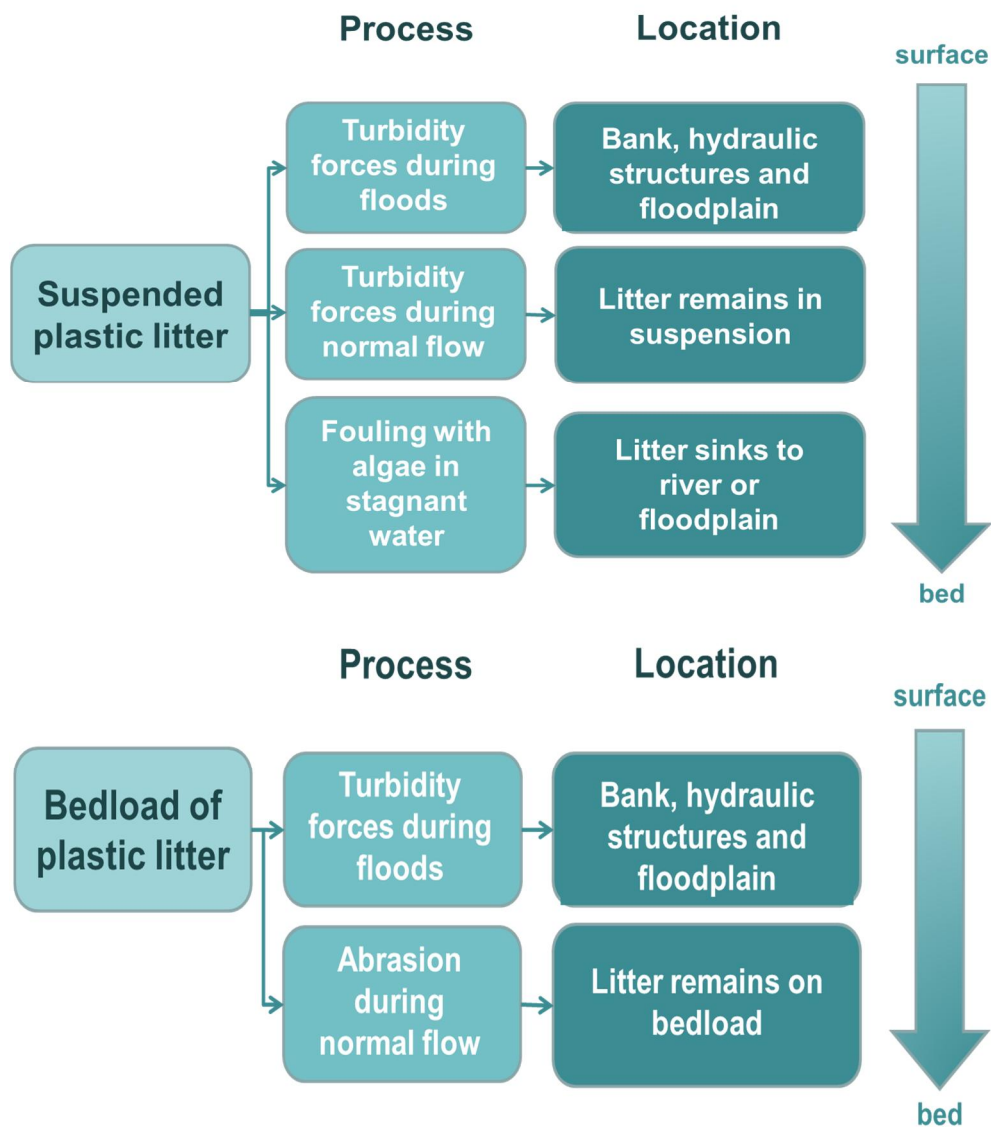 Process
Location
surface
Turbidity
forces during
floods
Bank, hydraulic
structures and
floodplain
Suspended
plastic litter
Turbidity
forces during
normal flow
Litter remains in
suspension
Fouling with
algae in
stagnant
water
Litter sinks to
river or
floodplain
bed
Process
Location
surface
Bedload of
plastic litter
Turbidity
forces during
floods
Bank, hydraulic
structures and
floodplain
Abrasion
during
normal flow
Litter remains on
bedload
bed